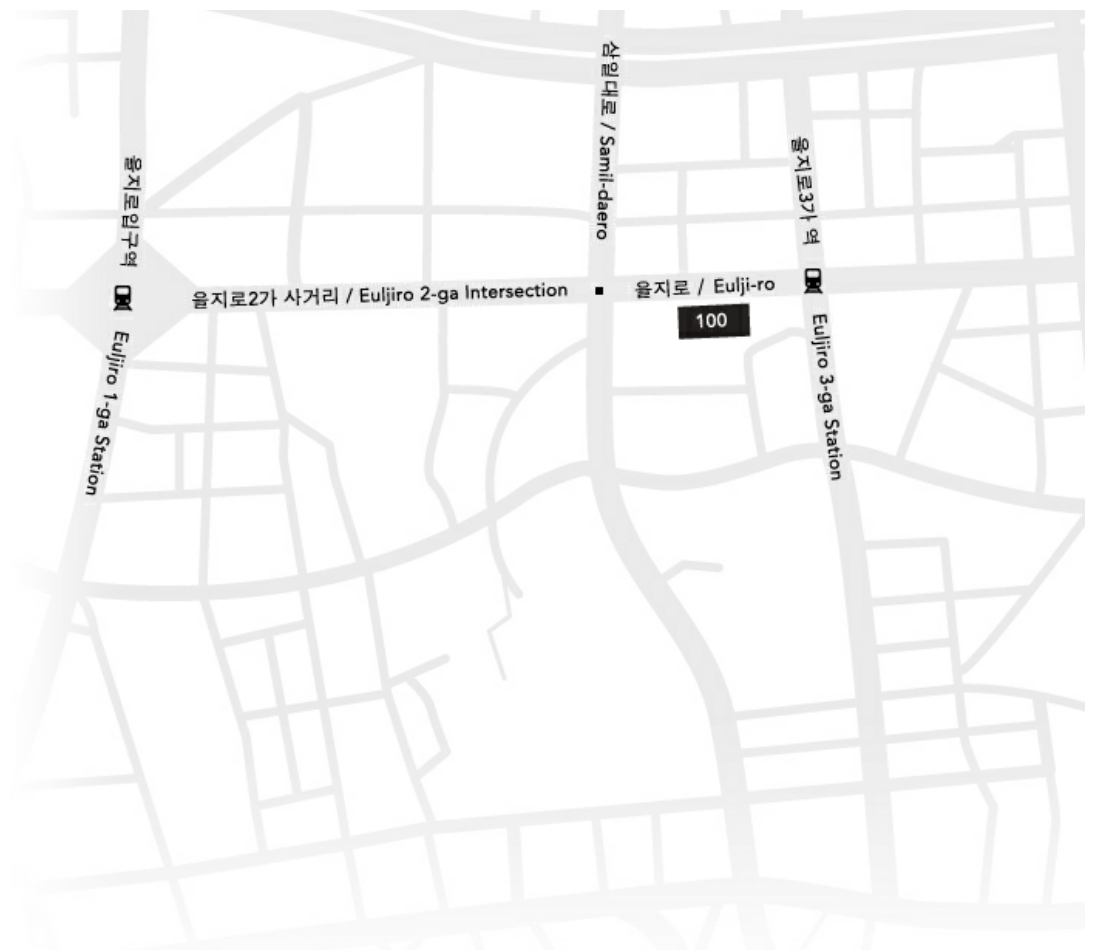 삼일대로 / Samil-daero
을지로입구역
을지로3가 역
을지로2가 사거리 / Euljiro 2-ga Intersection
을지로 / Eulji-ro
100
Euljiro 1-ga Station
Euljiro 3-ga Station